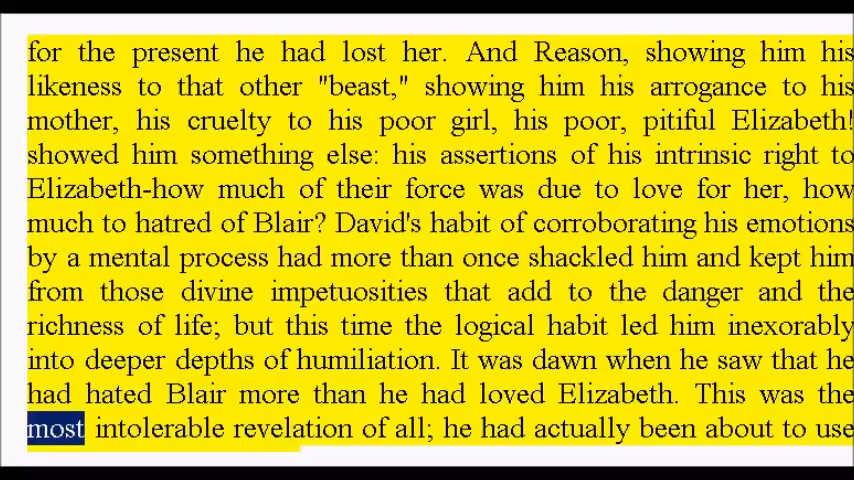 for the present he had lost her. And Reason, showing him his
likeness to that other "beast," showing him his arrogance to his
mother, his cruelty to his poor girl, his poor, pitiful Elizabeth!
showed him something else: his assertions of his intrinsic right to
Elizabeth-how much of their force was due to love for her, how
much to hatred of Blair? David's habit of corroborating his emotions
by a mental process had more than once shackled him and kept him
from those divine impetuosities that add to the danger and the
richness of life; but this time the logical habit led him inexorably
into deeper depths of humiliation. It was dawn when he saw that he
had hated Blair more than he had loved Elizabeth. This was the
most intolerable revelation of all; he had actually been about to use